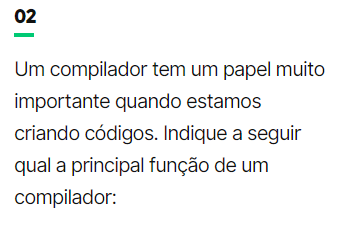 02
Um compilador tem um papel muito
importante quando estamos
criando códigos. Indique a seguir
qual a principal função de um
compilador: